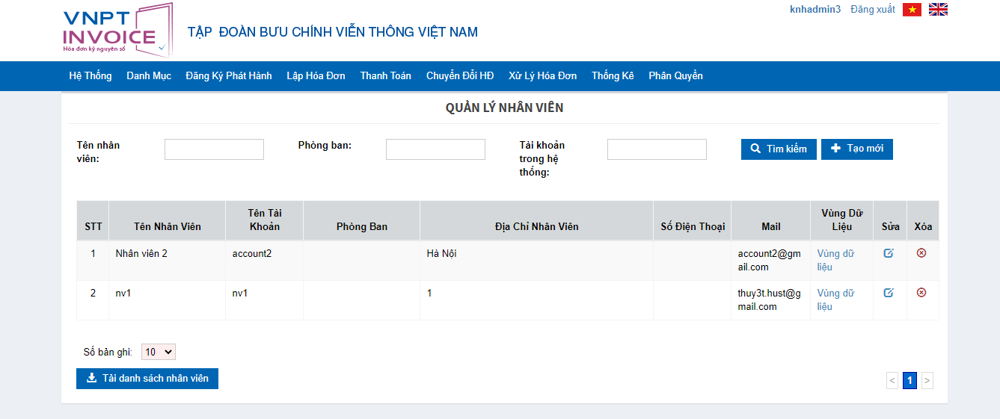 VNPT
INVOICE
Hóa đơn kỷ nguyên số
TẬP ĐOÀN BƯU CHÍNH VIỄN THÔNG VIỆT NAM
knhadmin3 Đăng xuất
Hệ Thống Danh Mục Đăng Ký Phát Hành Lập Hóa Đơn Thanh Toán Chuyển Đổi HĐ Xử Lý Hóa Đơn Thống Kê Phân Quyền
QUẢN LÝ NHÂN VIÊN
Tên nhân
viên:
Phòng ban:
Tài khoản
trong hệ
thống:
Tìm kiếm
Tạo mới
STT
Tên Nhân Viên
Tên Tài
Khoản
Phòng Ban
Địa Chỉ Nhân Viên
Số Điện Thoại
Mail
Vùng Dữ
Liệu
Sửa
Xóa
1
Nhân viên 2
account2
Hà Nội
account2@gm
ail.com
Vùng dữ
liệu
2
nv1
nv1
1
thuy3t.hust@g
mail.com
Vùng dữ
liệu
Số bản ghi: 10
Tải danh sách nhân viên
< 1 >